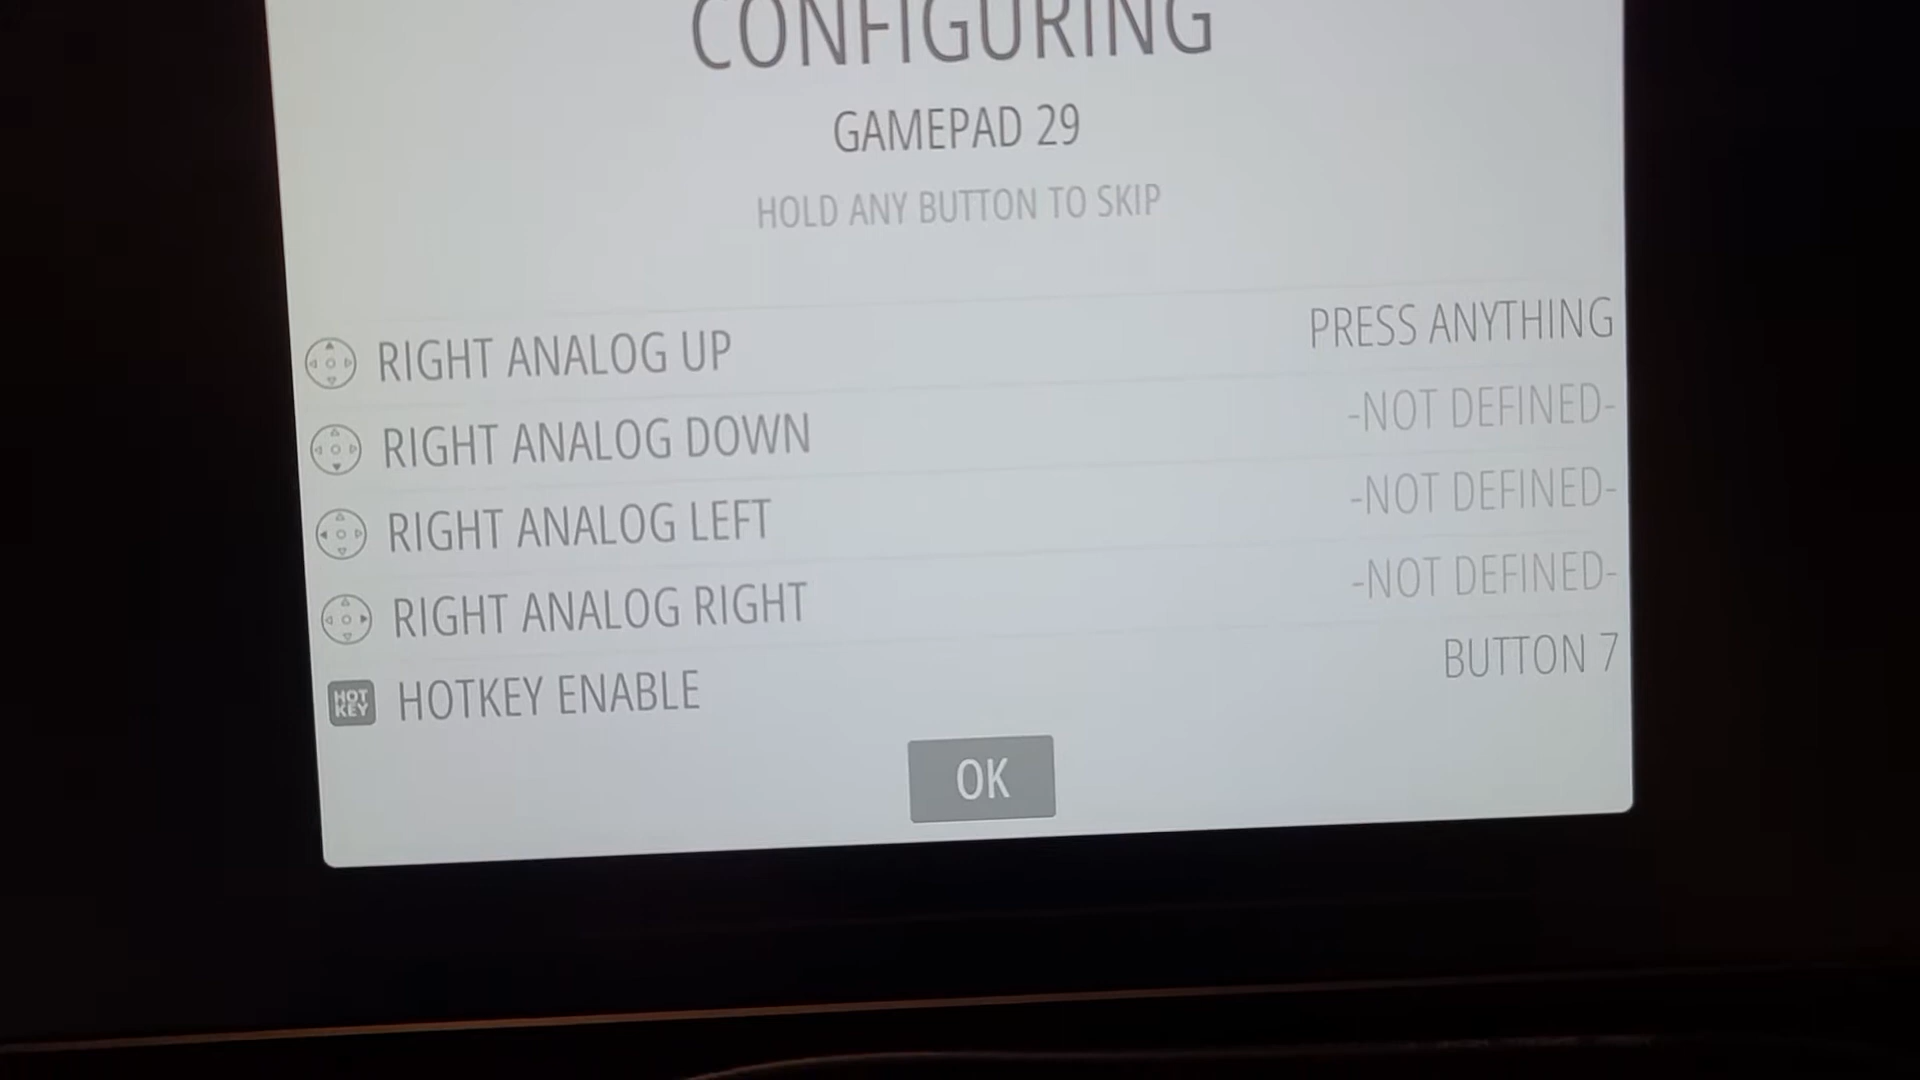 CONFIGURING
GAMEPAD 29
HOLD ANY BUTTON TO SKIP
RIGHT ANALOG UP PRESS ANYTHING
RIGHT ANALOG DOWN -NOT DEFINED-
RIGHT ANALOG LEFT -NOT DEFINED-
RIGHT ANALOG RIGHT -NOT DEFINED-
HOT KEY HOTKEY ENABLE BUTTON 7
OK